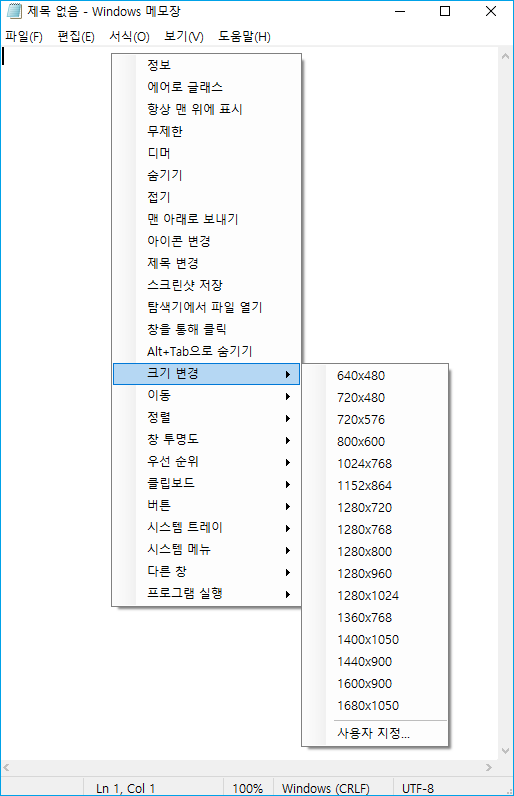 제목 없음 - Windows 메모장
파일(F) 편집(E) 서식(O) 보기(V) 도움말(H)
정보
에어로 글래스
항상 맨 위에 표시
무제한
디머
숨기기
접기
맨 아래로 보내기
아이콘 변경
제목 변경
스크린샷 저장
탐색기에서 파일 열기
창을 통해 클릭
Alt+Tab으로 숨기기
크기 변경
이동
정렬
창 투명도
우선 순위
클립보드
버튼
시스템 트레이
시스템 메뉴
다른 창
프로그램 실행
640x480
720x480
720x576
800x600
1024x768
1152x864
1280x720
1280x768
1280x800
1280x960
1280x1024
1360x768
1400x1050
1440x900
1600x900
1680x1050
사용자 지정...
Ln 1, Col 1 100% Windows (CRLF) UTF-8